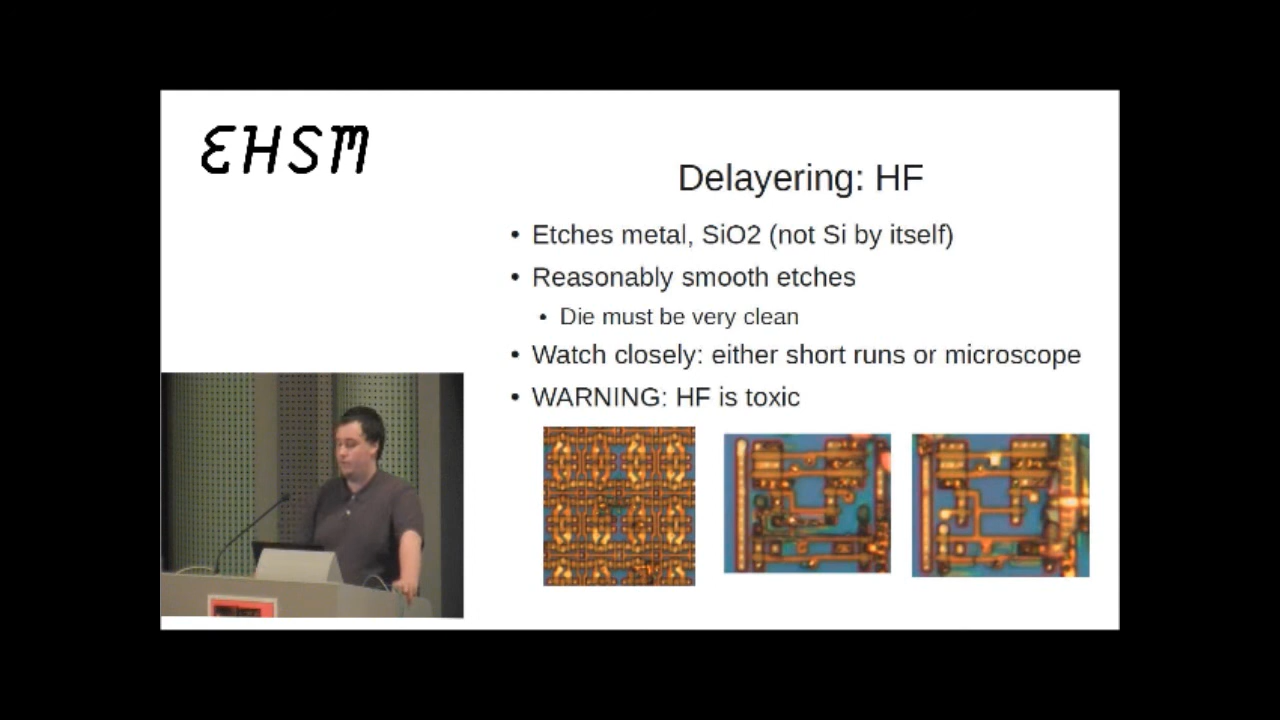 EHSM
Delayering: HF
• Etches metal, SiO2 (not Si by itself)
• Reasonably smooth etches
• Die must be very clean
• Watch closely: either short runs or microscope
• WARNING: HF is toxic